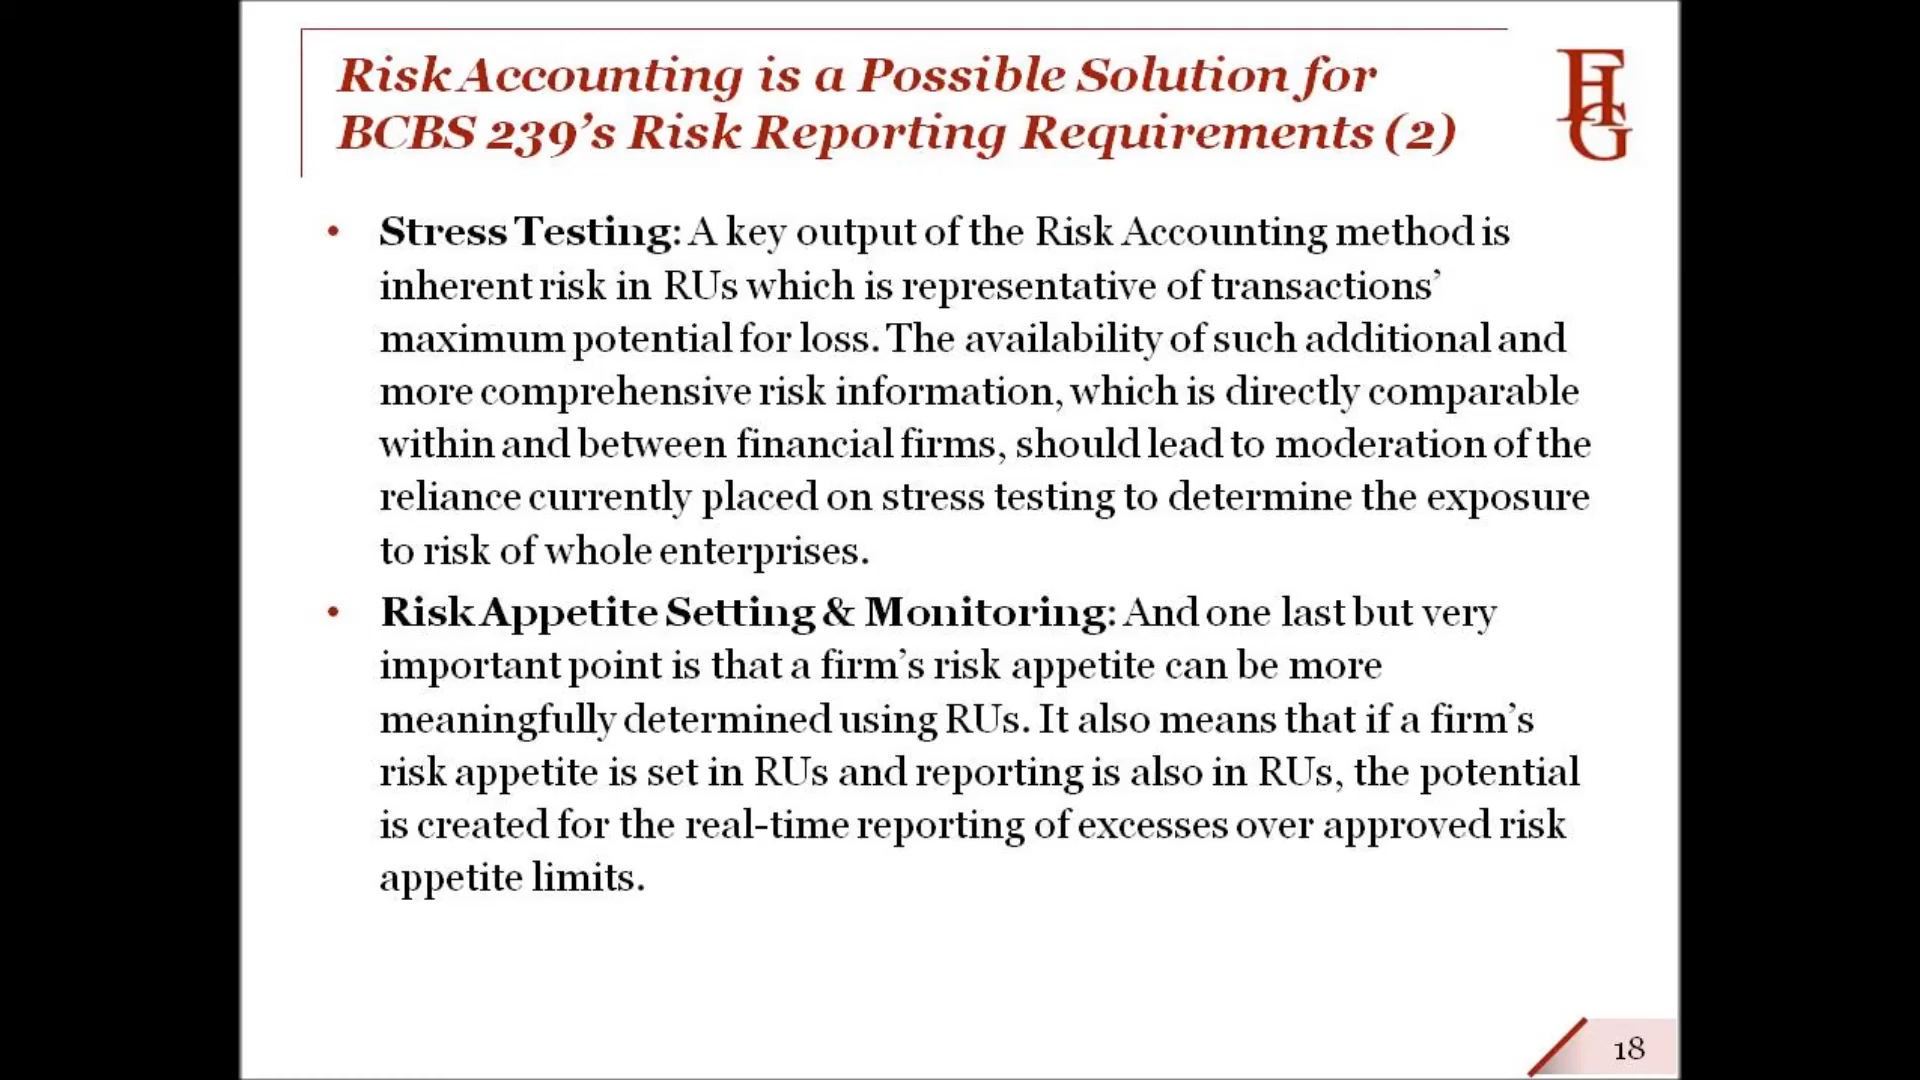 Risk Accounting is a Possible Solution for
BCBS 239’s Risk Reporting Requirements (2)
FHG
• Stress Testing: A key output of the Risk Accounting method is
inherent risk in RUs which is representative of transactions’
maximum potential for loss. The availability of such additional and
more comprehensive risk information, which is directly comparable
within and between financial firms, should lead to moderation of the
reliance currently placed on stress testing to determine the exposure
to risk of whole enterprises.
• Risk Appetite Setting & Monitoring: And one last but very
important point is that a firm’s risk appetite can be more
meaningfully determined using RUs. It also means that if a firm’s
risk appetite is set in RUs and reporting is also in RUs, the potential
is created for the real-time reporting of excesses over approved risk
appetite limits.
18